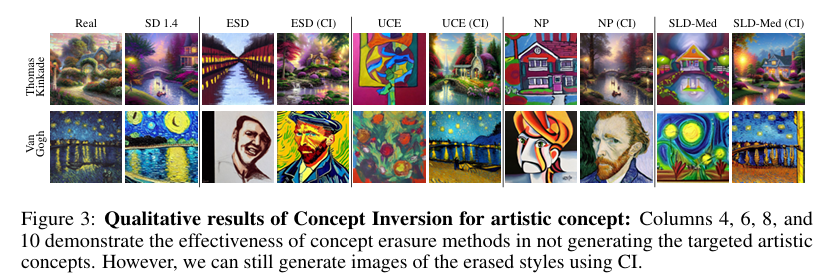 Real SD 1.4 ESD ESD (CI) UCE UCE (CI) NP NP (CI) SLD-Med SLD-Med (CI)
Thomas
Kinkade
Van
Gogh
Figure 3: Qualitative results of Concept Inversion for artistic concept: Columns 4, 6, 8, and
10 demonstrate the effectiveness of concept erasure methods in not generating the targeted artistic
concepts. However, we can still generate images of the erased styles using CI.